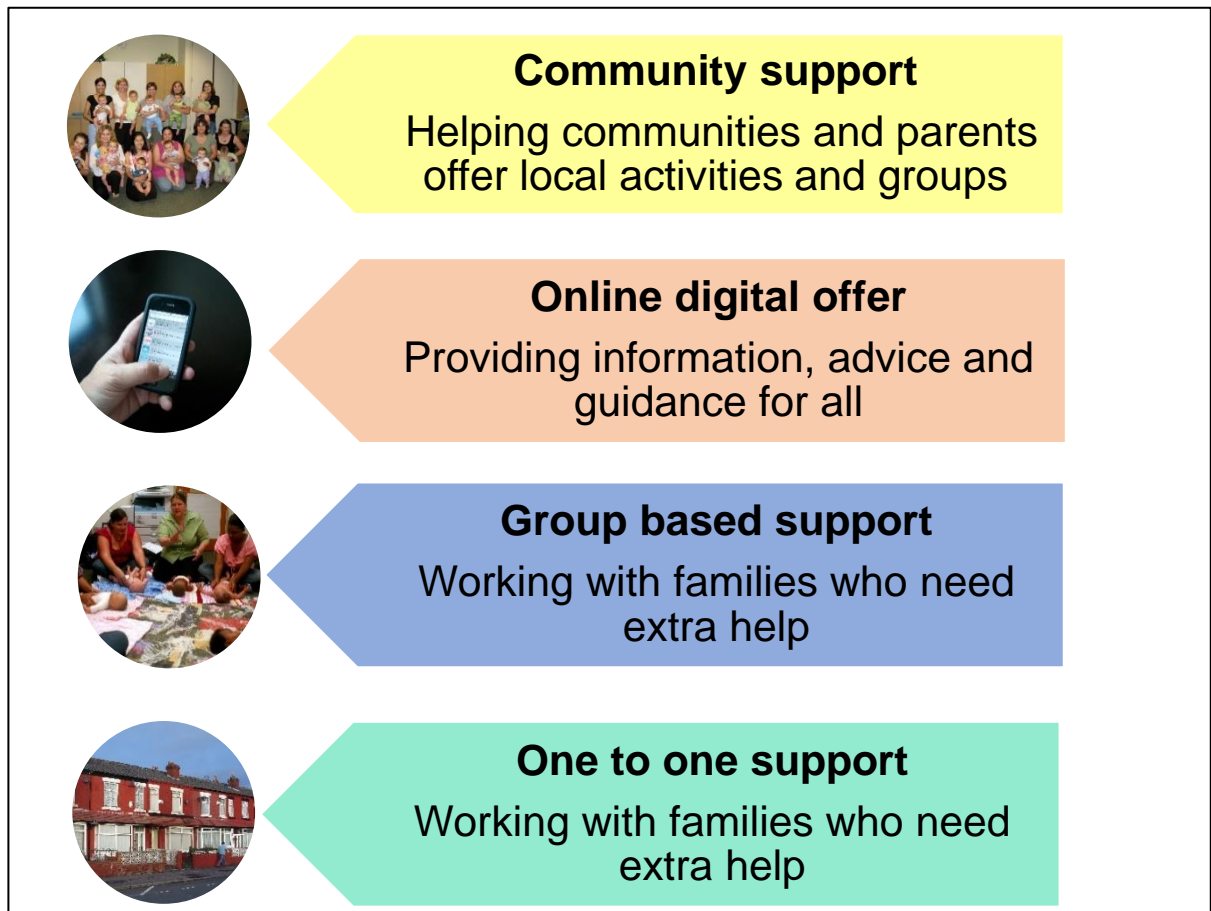 Community support
Helping communities and parents
offer local activities and groups
Online digital offer
Providing information, advice and
guidance for all
Group based support
Working with families who need
extra help
One to one support
Working with families who need
extra help